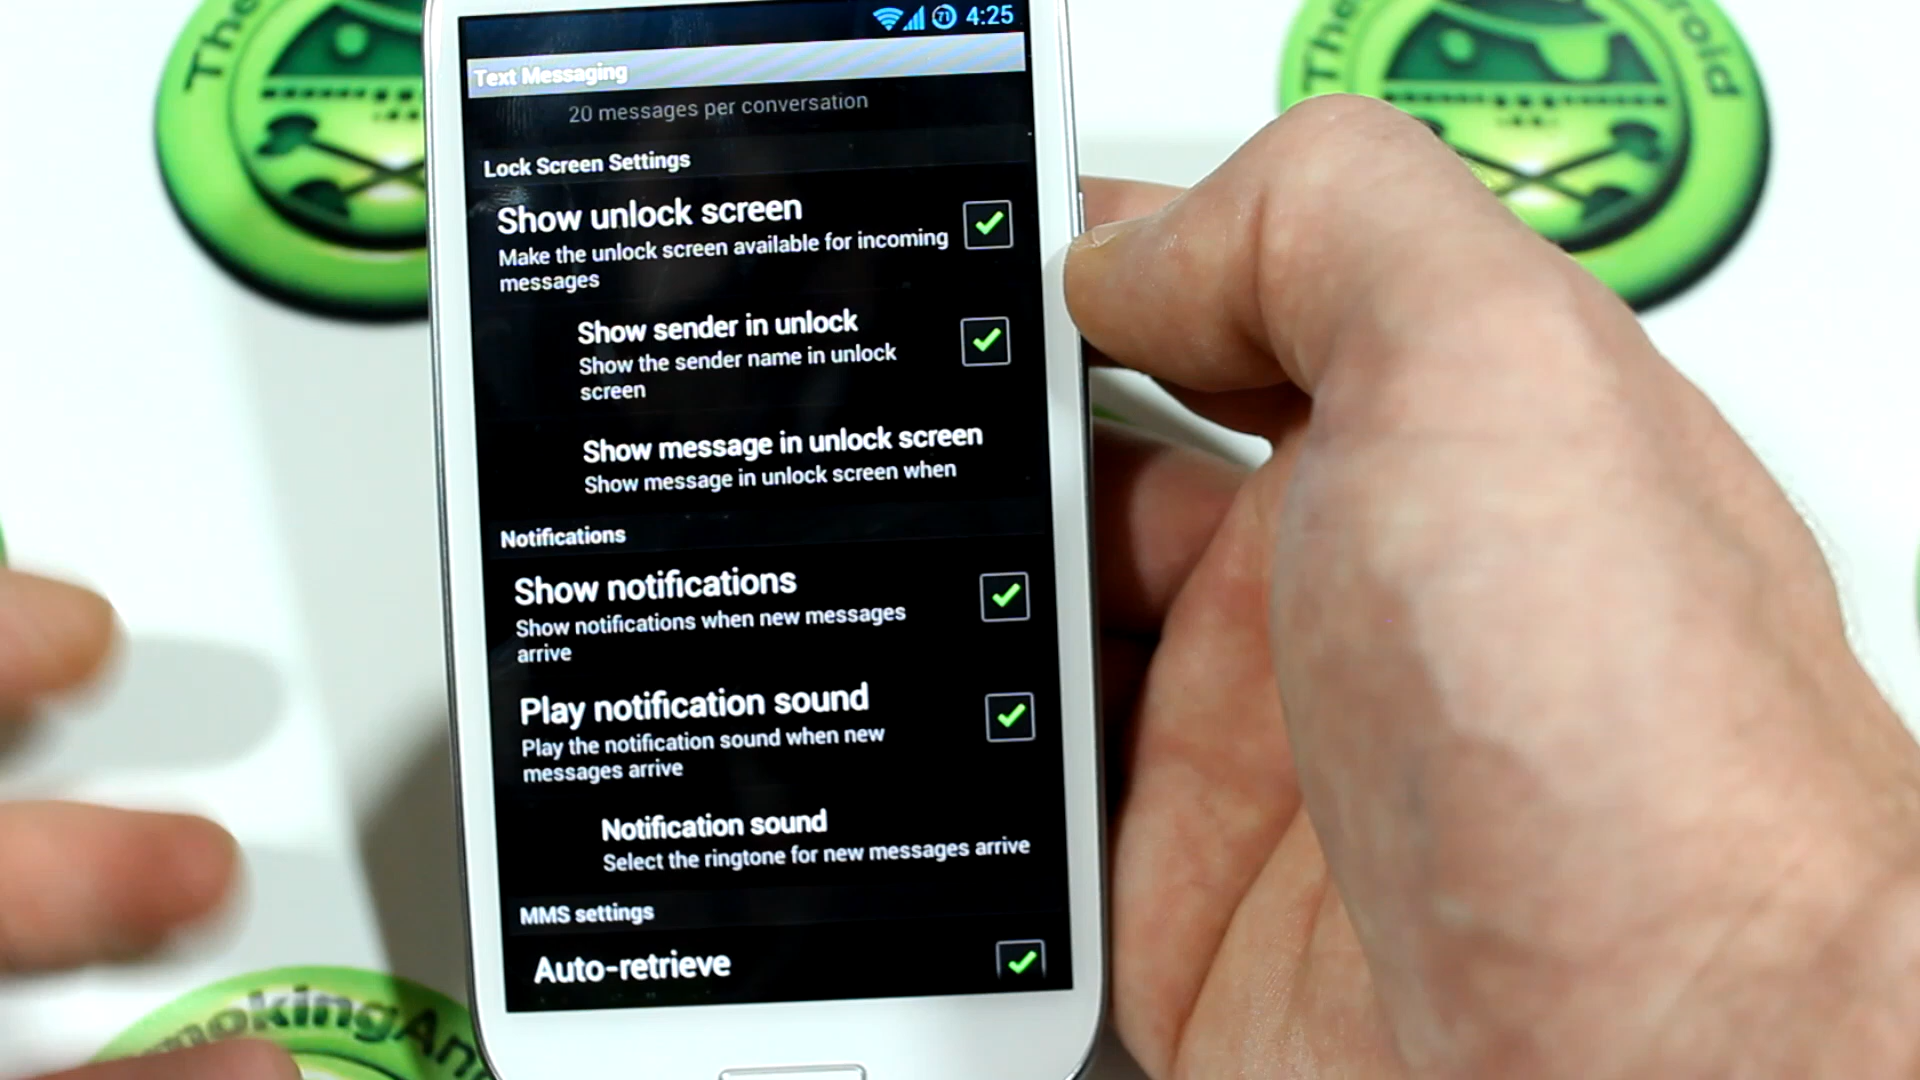 The
roid
71 4:25
Text Messaging
20 messages per conversation
Lock Screen Settings
Show unlock screen
Make the unlock screen available for incoming
messages
Show sender in unlock
Show the sender name in unlock
screen
Show message in unlock screen
Show message in unlock screen when
Notifications
Show notifications
Show notifications when new messages
arrive
Play notification sound
Play the notification sound when new
messages arrive
Notification sound
Select the ringtone for new messages arrive
MMS settings
Auto-retrieve
mokingAn